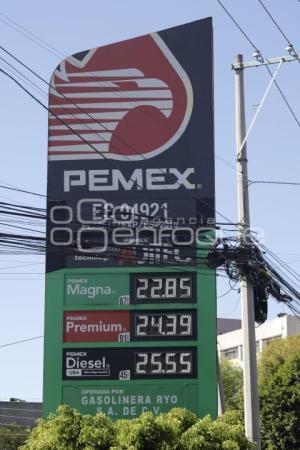 PEMEX®
ES 04921
PEMEX
Magna
87
22.85
PEMEX
Premium
91
24.39
PEMEX
Diesel
UBA
45
25.55
OPERADA POR
GASOLINERA RYO
S.A. DE C.V.